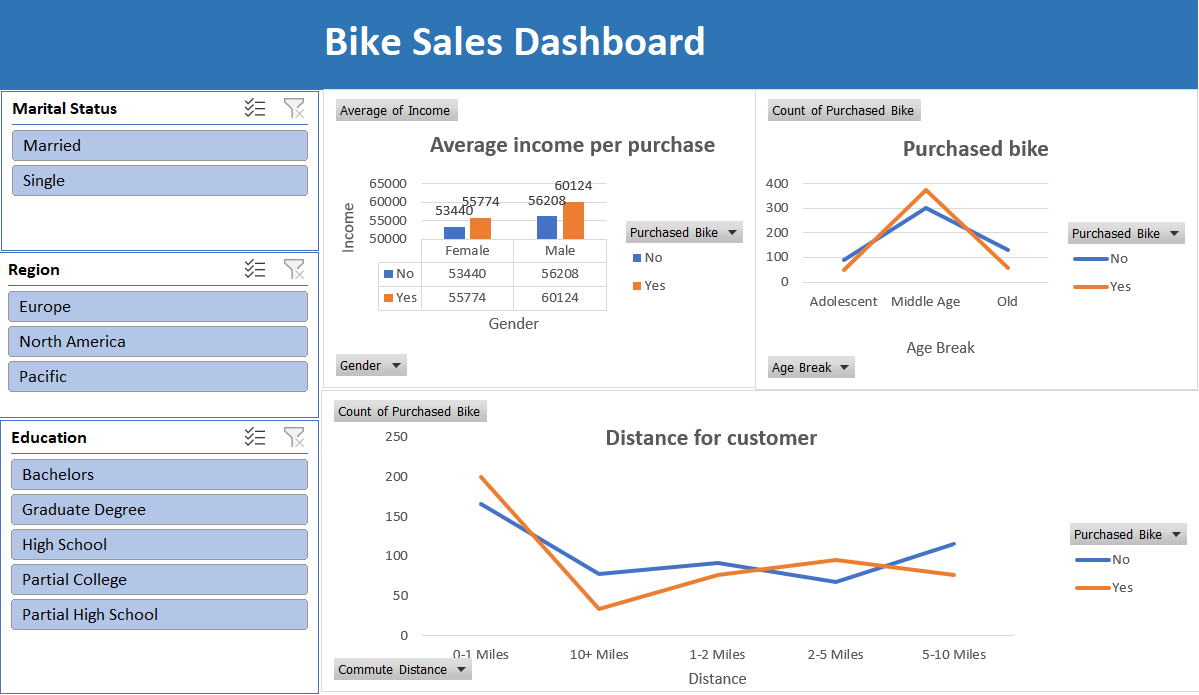 Bike Sales Dashboard
Marital Status
Married
Single
Region
Europe
North America
Pacific
Education
Bachelors
Graduate Degree
High School
Partial College
Partial High School
Average of Income
Average income per purchase
65000
60000
55000
50000
Income
53440
55774
56208
60124
Female Male
No 53440 56208
Yes 55774 60124
Gender
Purchased Bike
No
Yes
Gender
Count of Purchased Bike
Purchased bike
400
300
200
100
0
Adolescent Middle Age Old
Age Break
Purchased Bike
No
Yes
Age Break
Count of Purchased Bike
Distance for customer
250
200
150
100
50
0
0-1 Miles 10+ Miles 1-2 Miles 2-5 Miles 5-10 Miles
Distance
Purchased Bike
No
Yes
Commute Distance